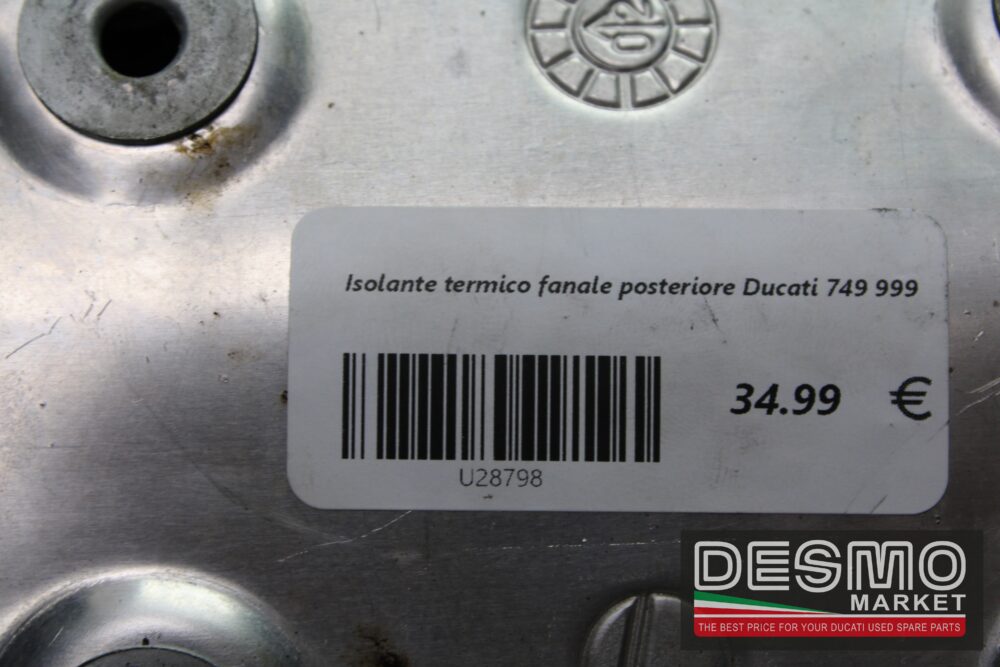 012
Isolante termico fanale posteriore Ducati 749 999
34.99 €
U28798
DESMO
MARKET
THE BEST PRICE FOR YOUR DUCATI USED SPARE PARTS